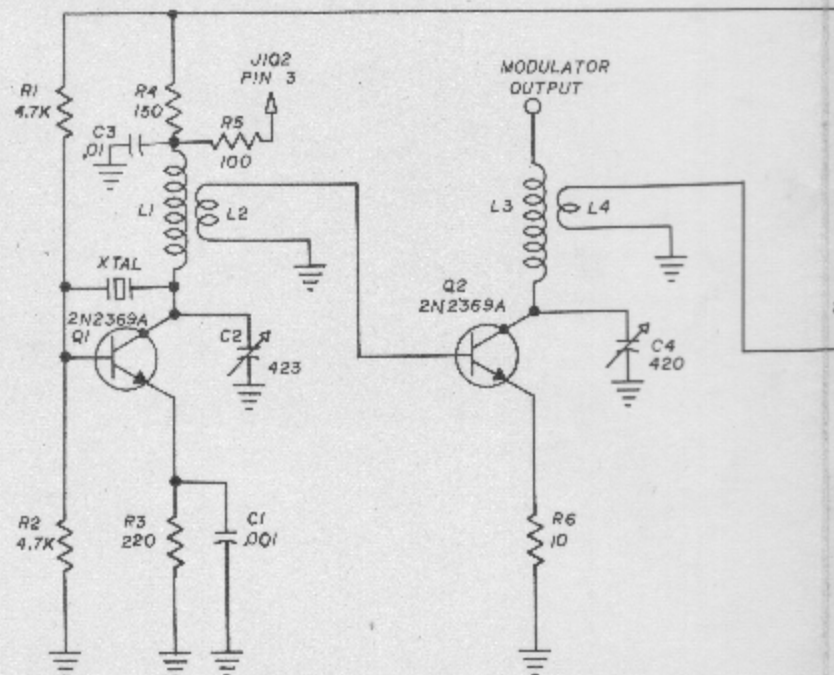 J1Q2
PIN 3
MODULATOR
OUTPUT
R1
4.7K
R4
150
C3
.01
R5
100
L1
L2
L3
L4
XTAL
2N2369A
Q1
C2
423
Q2
2N2369A
C4
420
R2
4.7K
R3
220
C1
.001
R6
10